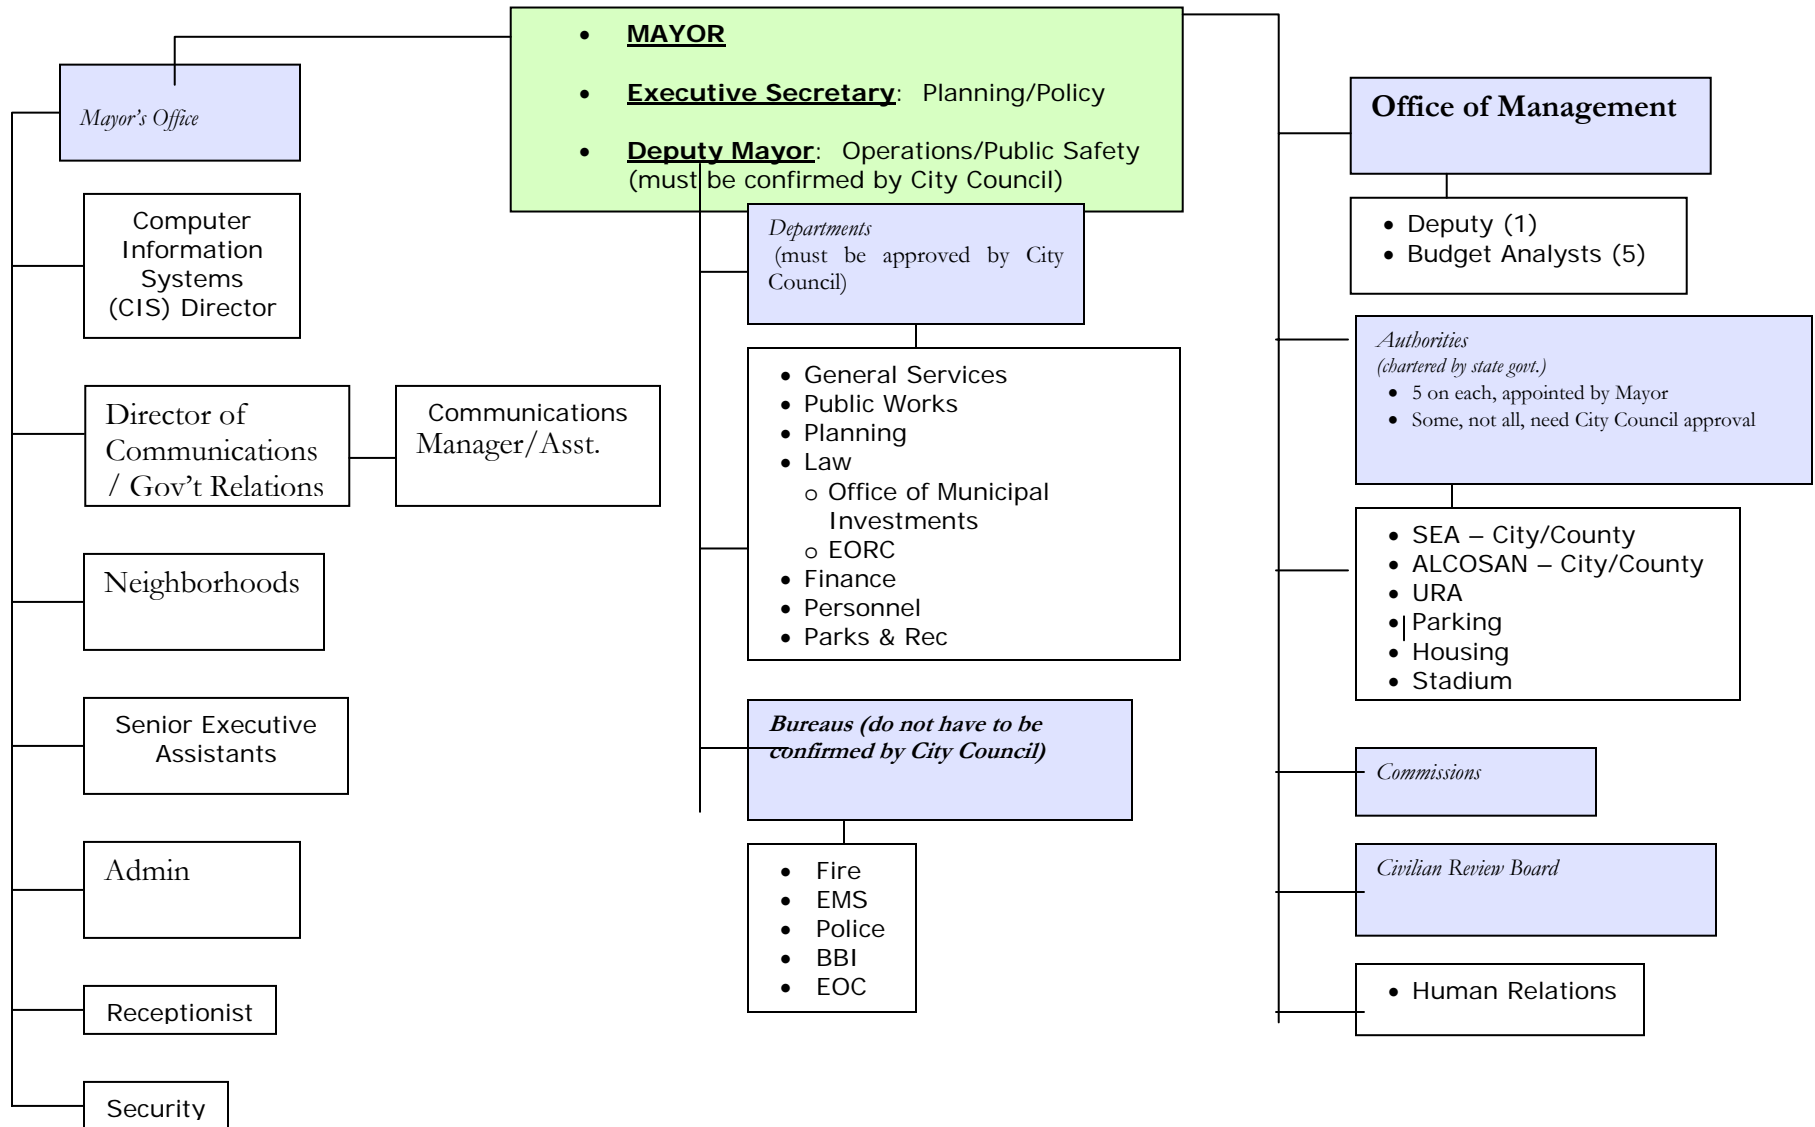 • MAYOR
• Executive Secretary: Planning/Policy
• Deputy Mayor: Operations/Public Safety
(must be confirmed by City Council)
Mayor's Office
Computer
Information
Systems
(CIS) Director
Director of
Communications
/ Gov't Relations
Communications
Manager/Asst.
Neighborhoods
Senior Executive
Assistants
Admin
Receptionist
Security
Departments
(must be approved by City
Council)
• General Services
• Public Works
• Planning
• Law
o Office of Municipal
Investments
o EORC
• Finance
• Personnel
• Parks & Rec
Bureaus (do not have to be
confirmed by City Council)
• Fire
• EMS
• Police
• BBI
• EOC
Office of Management
• Deputy (1)
• Budget Analysts (5)
Authorities
(chartered by state govt.)
• 5 on each, appointed by Mayor
• Some, not all, need City Council approval
• SEA – City/County
• ALCOSAN – City/County
• URA
• Parking
• Housing
• Stadium
Commissions
Civilian Review Board
• Human Relations